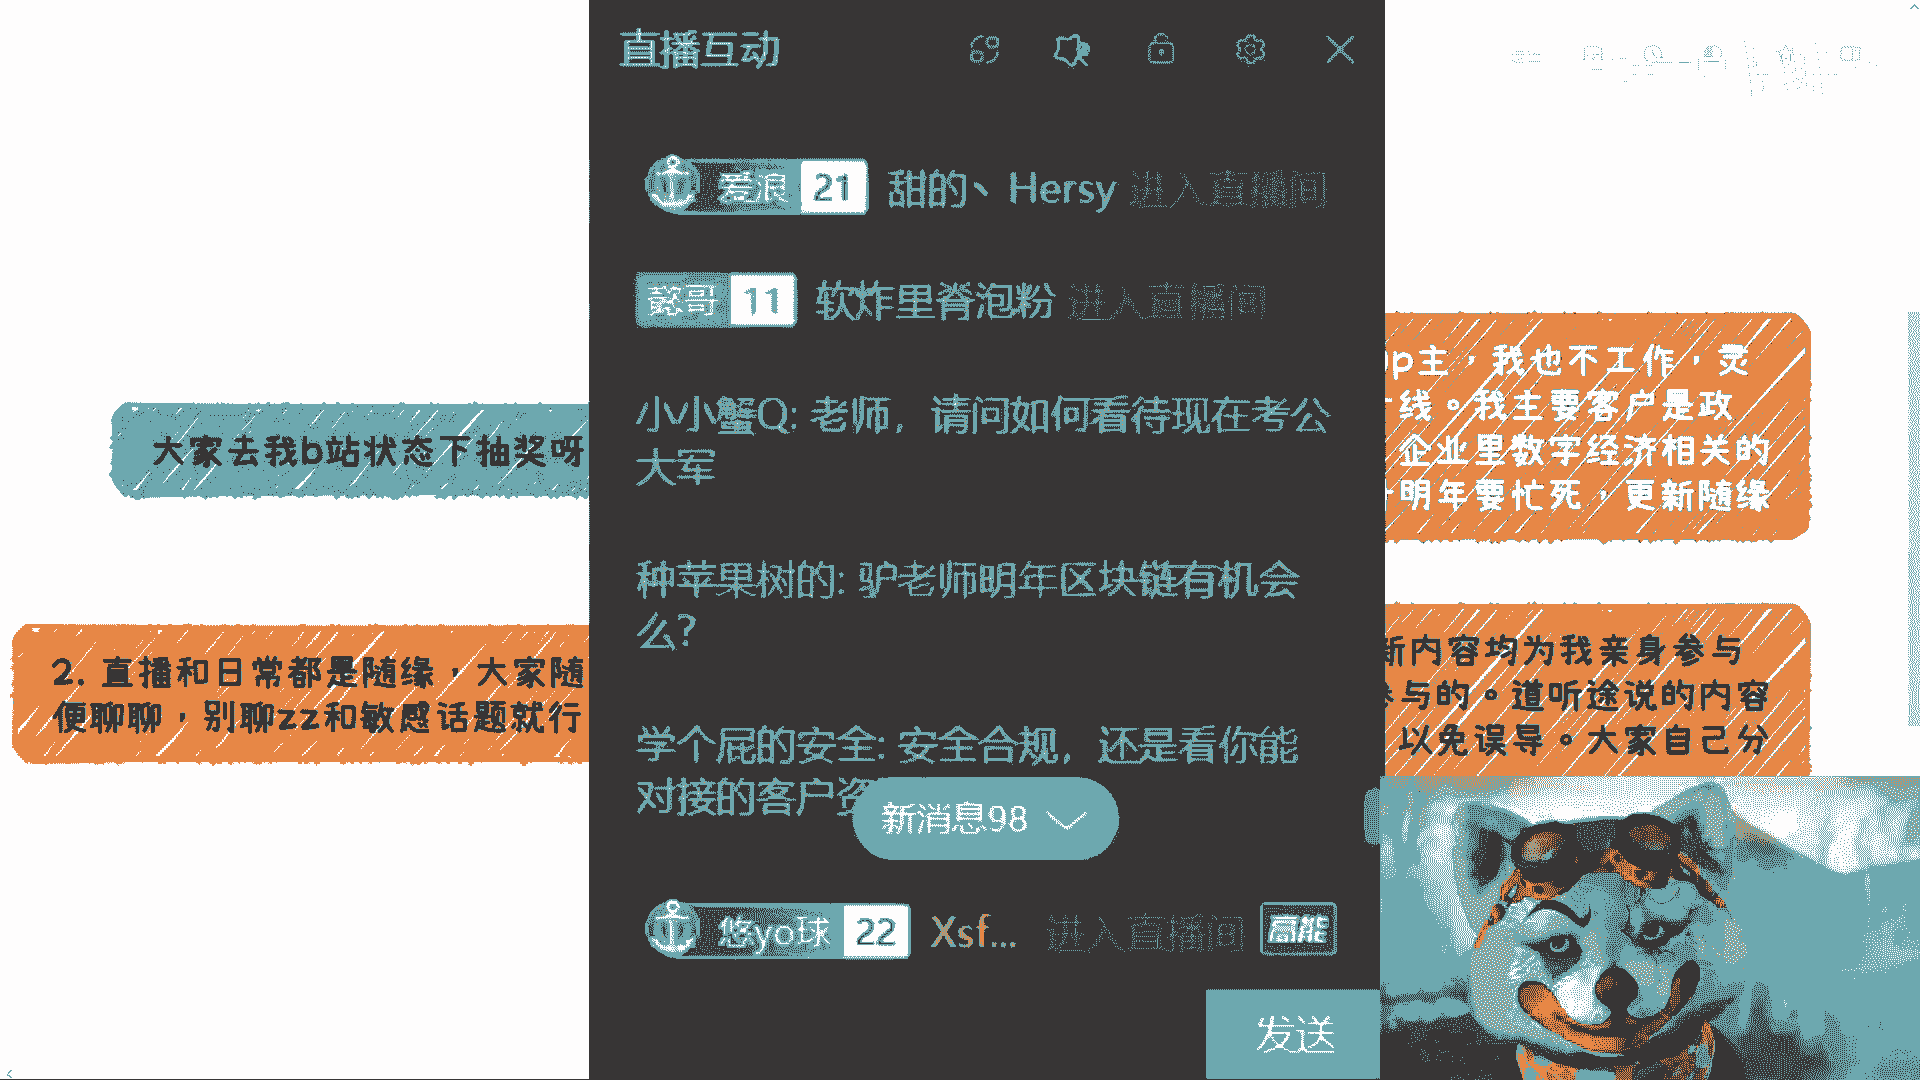 直播互动
爱浪 21 甜的丶Hersy 进入直播间
懿哥 11 软炸里脊泡粉 进入直播间
小小蟹Q: 老师，请问如何看待现在考公
大军
种苹果树的: 驴老师明年区块链有机会
么?
学个屁的安全: 安全合规，还是看你能
对接的客户资
新消息98
悠yo球 22 Xsf... 进入直播间 高能
发送
大家去我b站状态下抽奖呀
2. 直播和日常都是随缘，大家随
便聊聊，别聊zz和敏感话题就行
p主，我也不工作，灵
线。我主要客户是政
企业里数字经济相关的
明年要忙死，更新随缘
新内容均为我亲身参与
参与的。道听途说的内容
以免误导。大家自己分